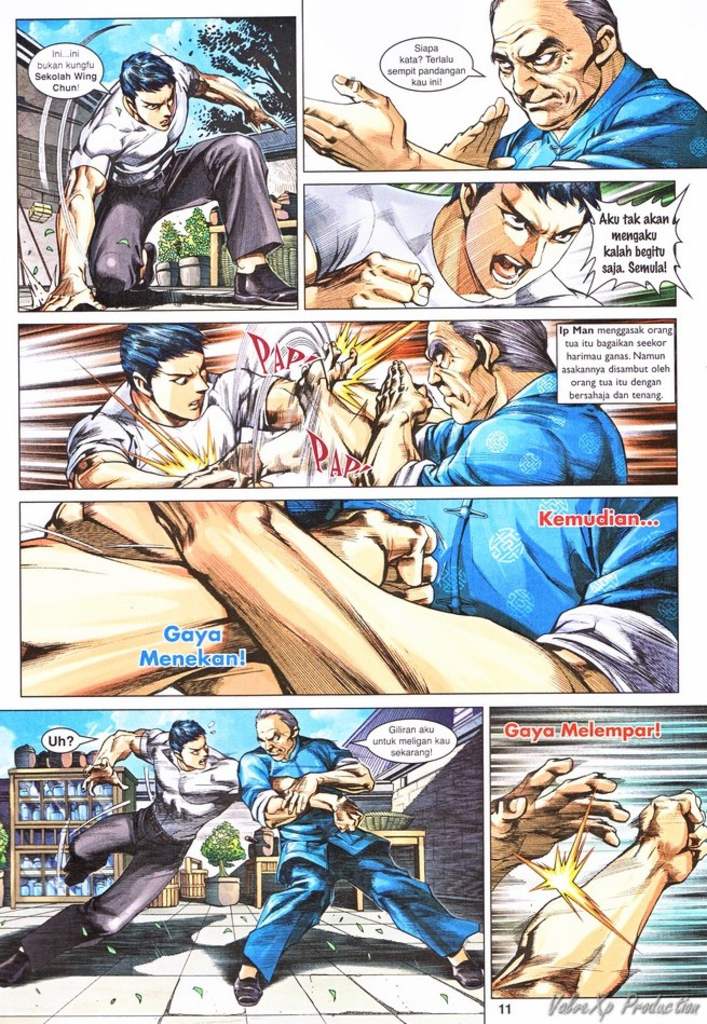 Ini...ini
bukan kungfu
Sekolah Wing
Chun!
Siapa
kata? Terlalu
sempit pandangan
kau ini!
Aku tak akan
mengaku
kalah begitu
saja. Semula!
PAP!
PAP!
Ip Man menggasak orang
tua itu bagaikan seekor
harimau ganas. Namun
asakannya disambut dek
orang tua itu dengan
bersahaja dan tenang.
Kemudian...
Gaya
Menekan!
Uh?
Giliran aku
untuk meligan kau
sekarang!
Gaya Melempar!
11
ValveXp Production